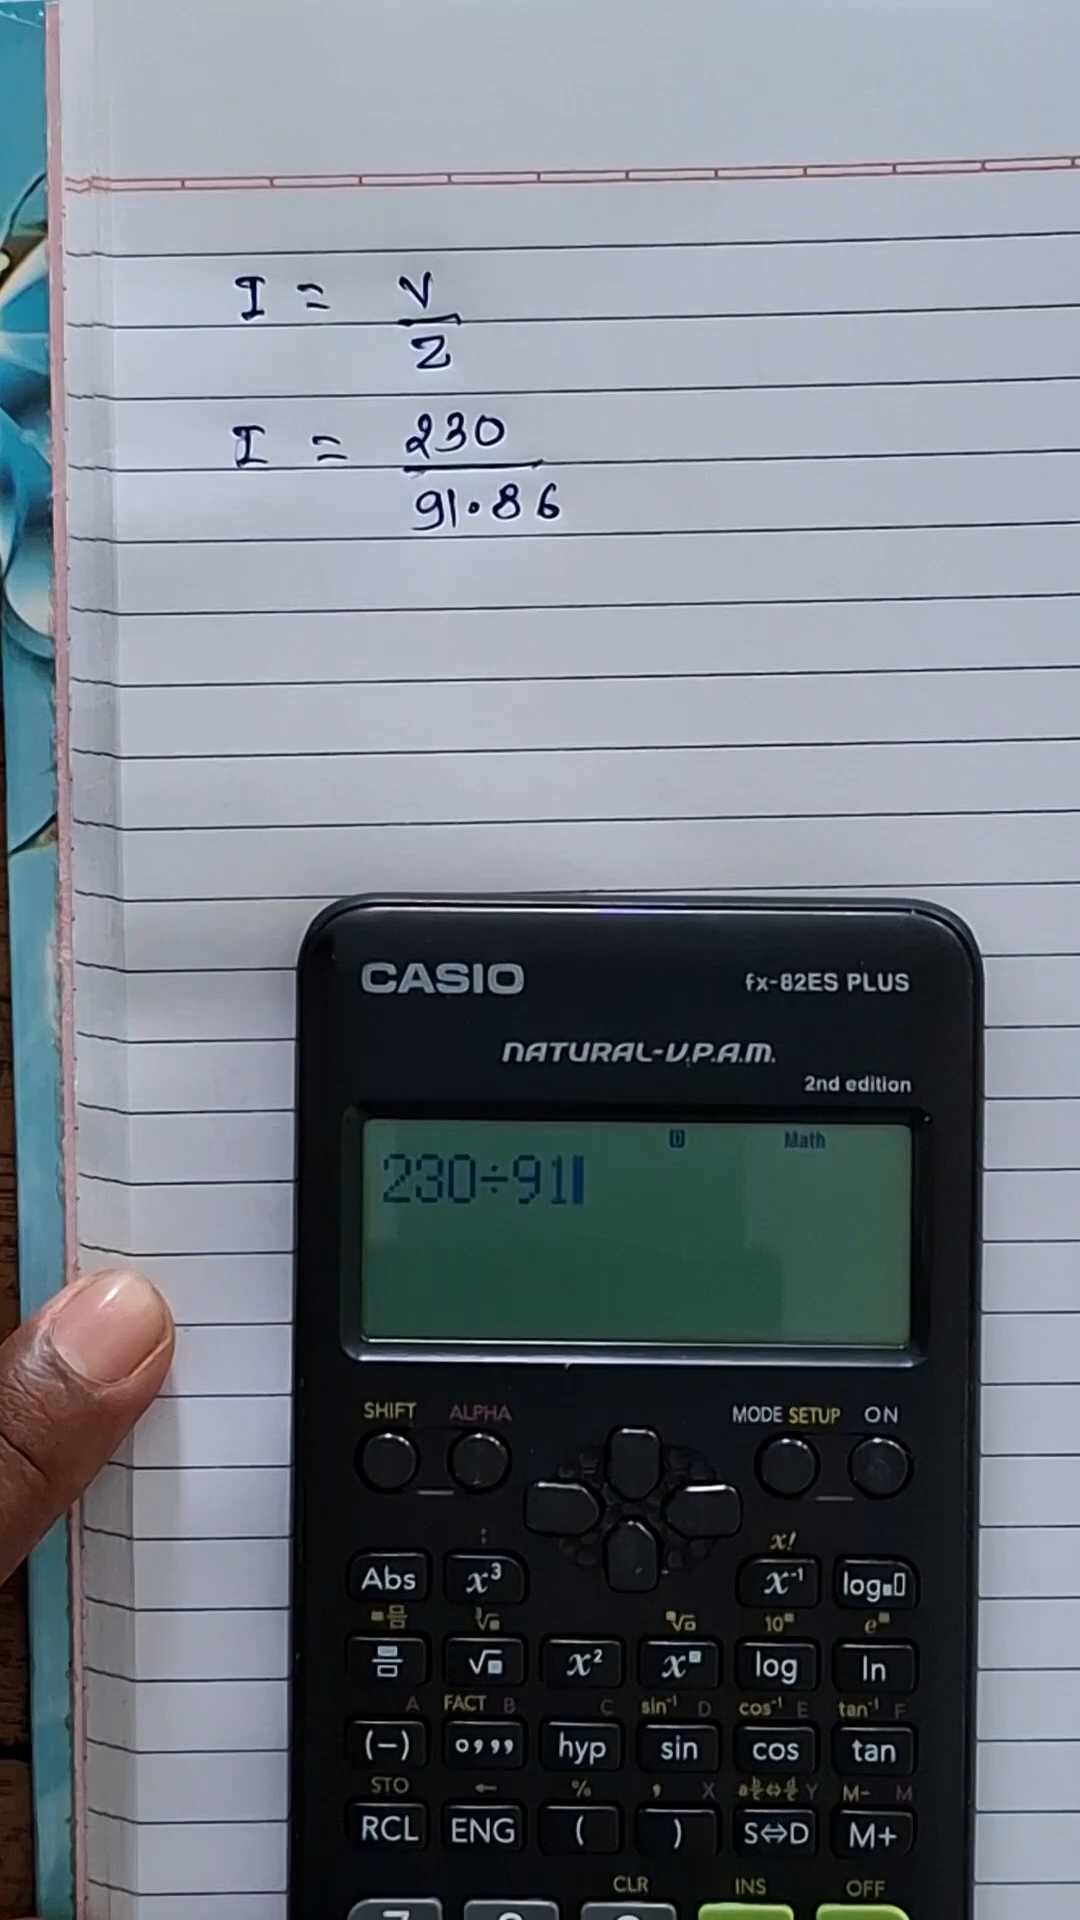 I = V
Z
I = 230
91.86
CASIO fx-82ES PLUS
NATURAL-V.P.A.M.
2nd edition
D Math
230÷91
SHIFT ALPHA MODE SETUP ON
: x!
Abs x³ x⁻¹ log
³√ √ 10 e
√ x² x log ln
A FACT B C sin⁻¹ D cos⁻¹ E tan⁻¹ F
(−) hyp sin cos tan
STO ← % , X Y M− M
RCL ENG ( ) S⇔D M+
CLR INS OFF